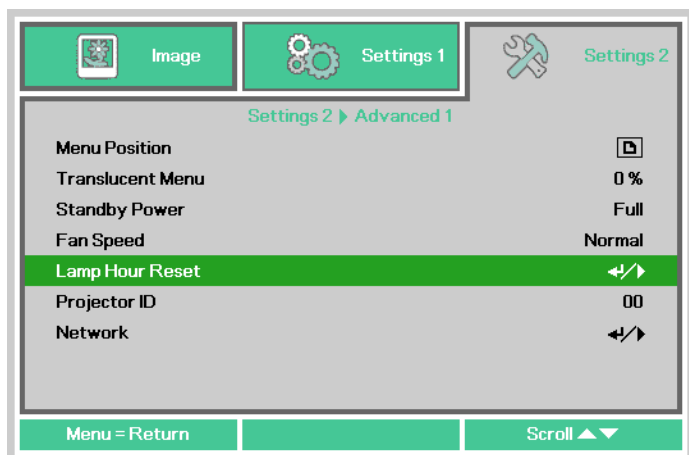 Image
Settings 1
Settings 2
Settings 2 ▶ Advanced 1
Menu Position
Translucent Menu 0 %
Standby Power Full
Fan Speed Normal
Lamp Hour Reset ↵/▶
Projector ID 00
Network ↵/▶
Menu = Return
Scroll ▲▼